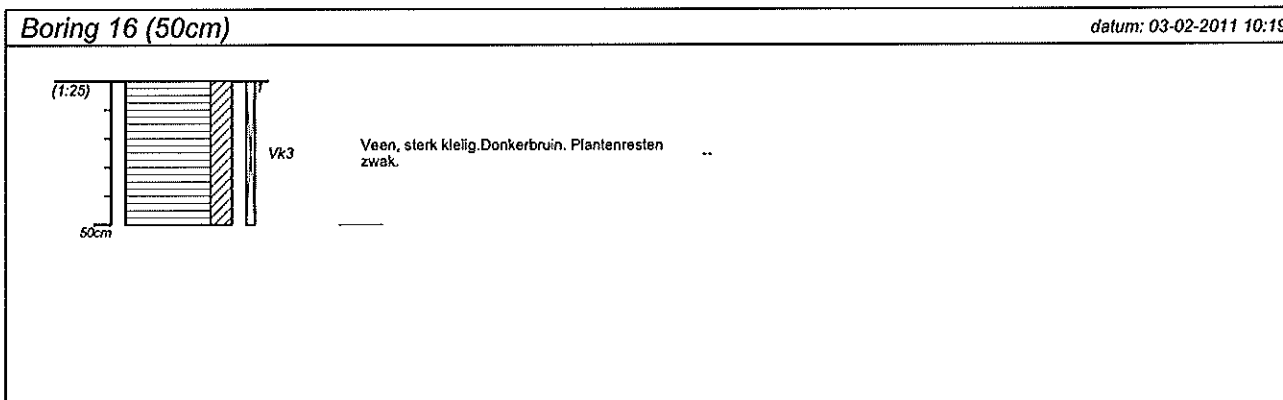 Boring 16 (50cm)
datum: 03-02-2011 10:19
(1:25)
1
Vk3
Veen, sterk kleiig.Donkerbruin. Plantenresten
zwak.
50cm